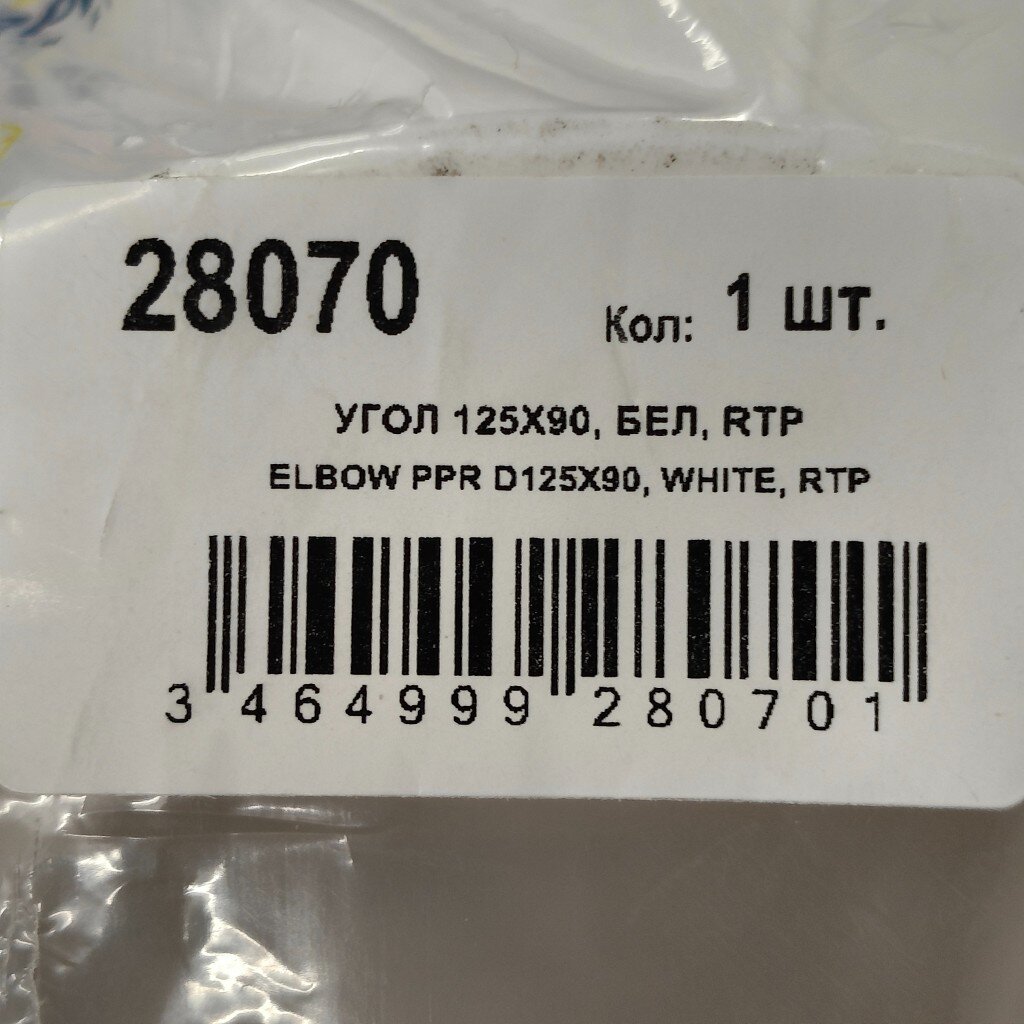 28070
Кол: 1 шт.
УГОЛ 125X90, БЕЛ, RTP
ELBOW PPR D125X90, WHITE, RTP
3 464999 280701